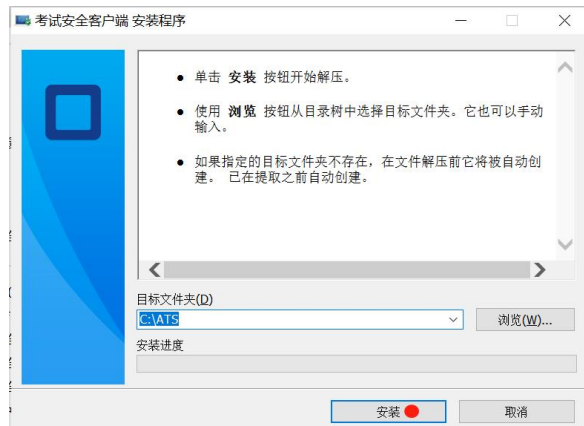 考试安全客户端 安装程序
● 单击 安装 按钮开始解压。
● 使用 浏览 按钮从目录树中选择目标文件夹。它也可以手动
输入。
● 如果指定的目标文件夹不存在，在文件解压前它将被自动创
建。 已在提取之前自动创建。
目标文件夹(D)
C:\ATS
浏览(W)...
安装进度
安装
取消